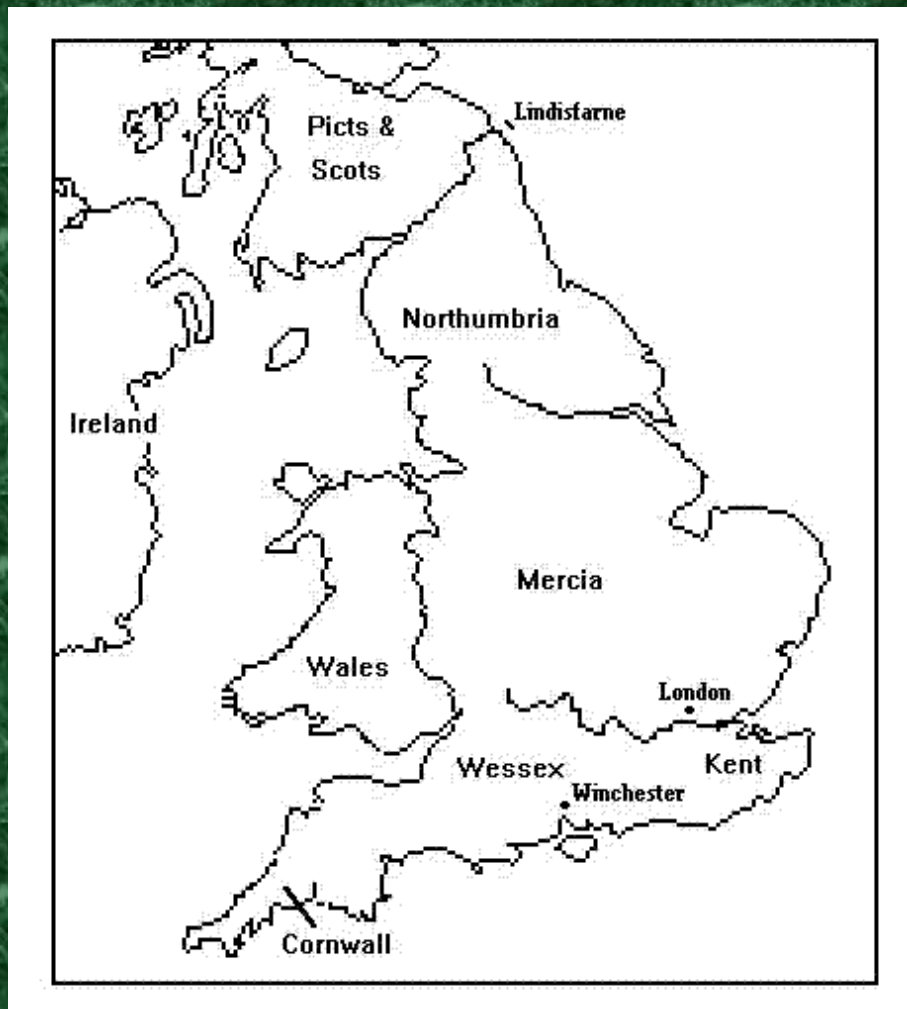 Lindisfarne
Picts &
Scots
Northumbria
Ireland
Mercia
Wales
London
Wessex
Kent
Winchester
Cornwall